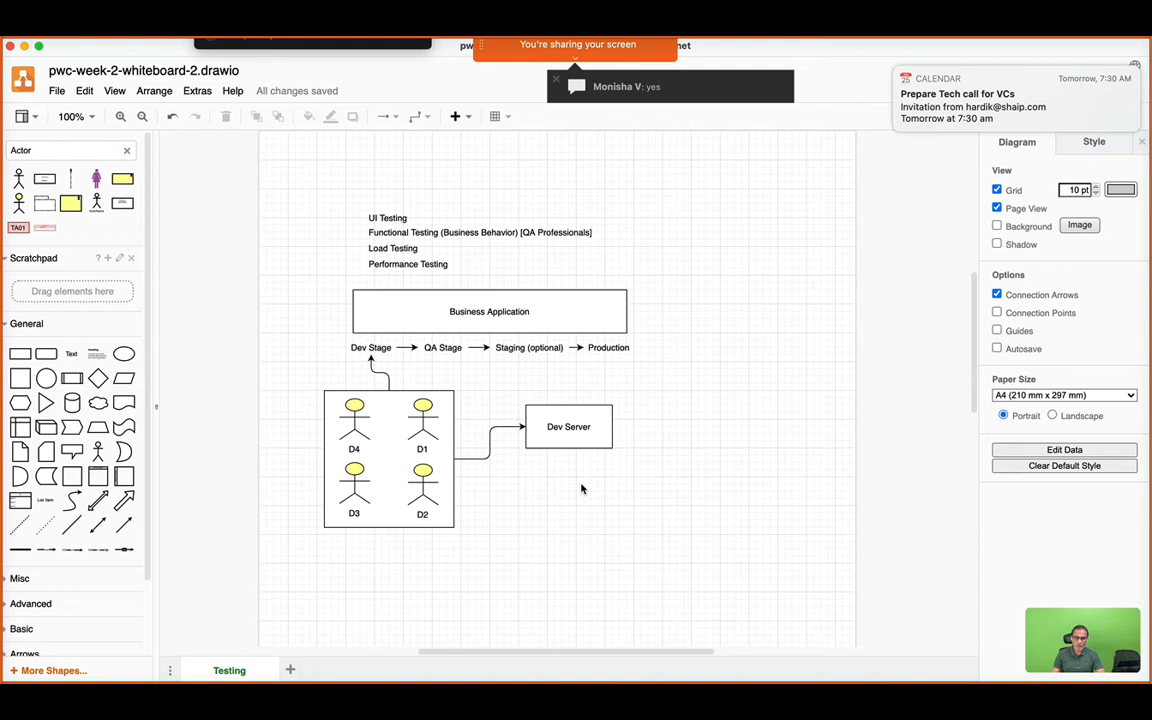 You're sharing your screen
pw
net
pwc-week-2-whiteboard-2.drawio
File Edit View Arrange Extras Help All changes saved
Monisha V: yes
CALENDAR Tomorrow, 7:30 AM
Prepare Tech call for VCs
Invitation from hardik@shaip.com
Tomorrow at 7:30 am
100%
Actor
TA01
Scratchpad
Drag elements here
General
Text
List Item
Misc
Advanced
Basic
Arrows
+ More Shapes...
UI Testing
Functional Testing (Business Behavior) [QA Professionals]
Load Testing
Performance Testing
Business Application
Dev Stage QA Stage Staging (optional) Production
D4 D1
D3 D2
Dev Server
Testing
Diagram Style
View
Grid 10 pt
Page View
Background Image
Shadow
Options
Connection Arrows
Connection Points
Guides
Autosave
Paper Size
A4 (210 mm x 297 mm)
Portrait Landscape
Edit Data
Clear Default Style